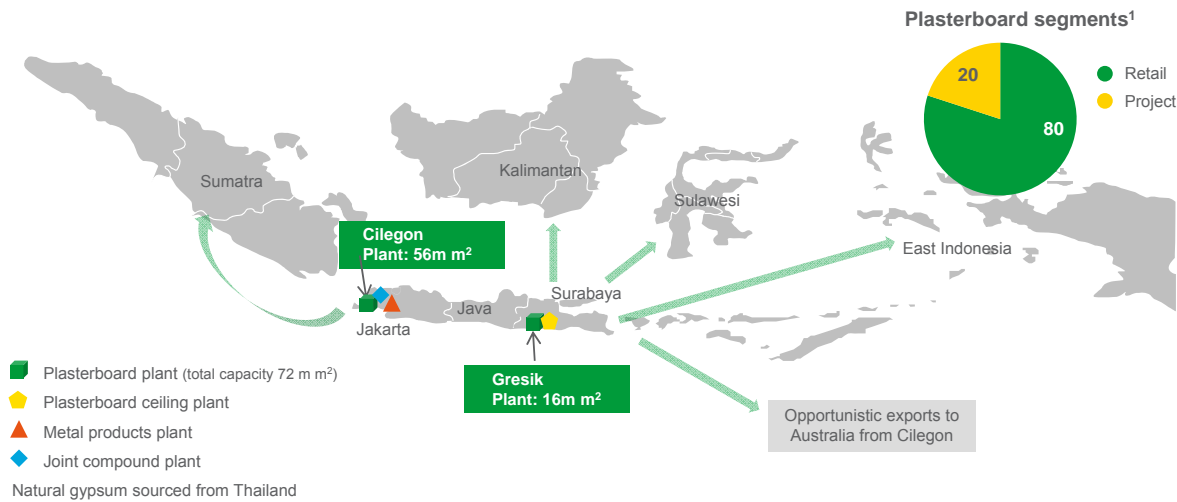 Plasterboard segments¹
20
80
Retail
Project
Sumatra
Kalimantan
Sulawesi
East Indonesia
Cilegon
Plant: 56m m²
Surabaya
Java
Jakarta
Gresik
Plant: 16m m²
Plasterboard plant (total capacity 72 m m²)
Plasterboard ceiling plant
Metal products plant
Joint compound plant
Natural gypsum sourced from Thailand
Opportunistic exports to
Australia from Cilegon